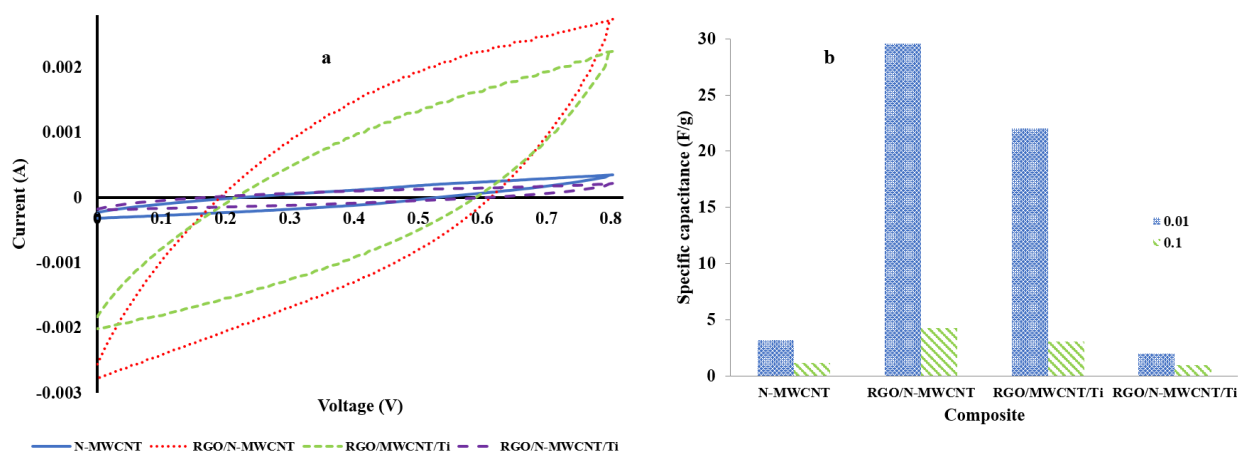 a
0.002
0.001
0
-0.001
-0.002
-0.003
0 0.1 0.2 0.3 0.4 0.5 0.6 0.7 0.8
Current (A)
Voltage (V)
N-MWCNT RGO/N-MWCNT RGO/MWCNT/Ti RGO/N-MWCNT/Ti
b
30
25
20
15
10
5
0
Specific capacitance (F/g)
0.01
0.1
N-MWCNT RGO/N-MWCNT RGO/MWCNT/Ti RGO/N-MWCNT/Ti
Composite